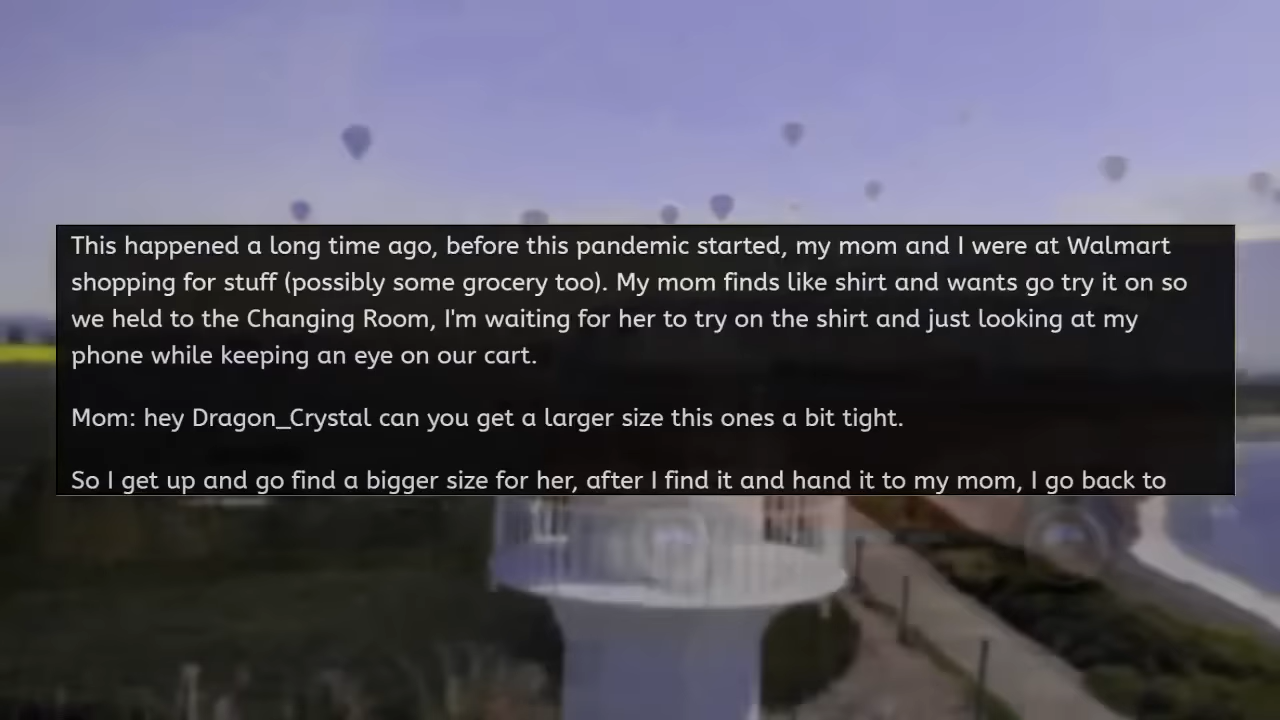 This happened a long time ago, before this pandemic started, my mom and I were at Walmart
shopping for stuff (possibly some grocery too). My mom finds like shirt and wants go try it on so
we held to the Changing Room, I'm waiting for her to try on the shirt and just looking at my
phone while keeping an eye on our cart.
Mom: hey Dragon_Crystal can you get a larger size this ones a bit tight.
So I get up and go find a bigger size for her, after I find it and hand it to my mom, I go back to